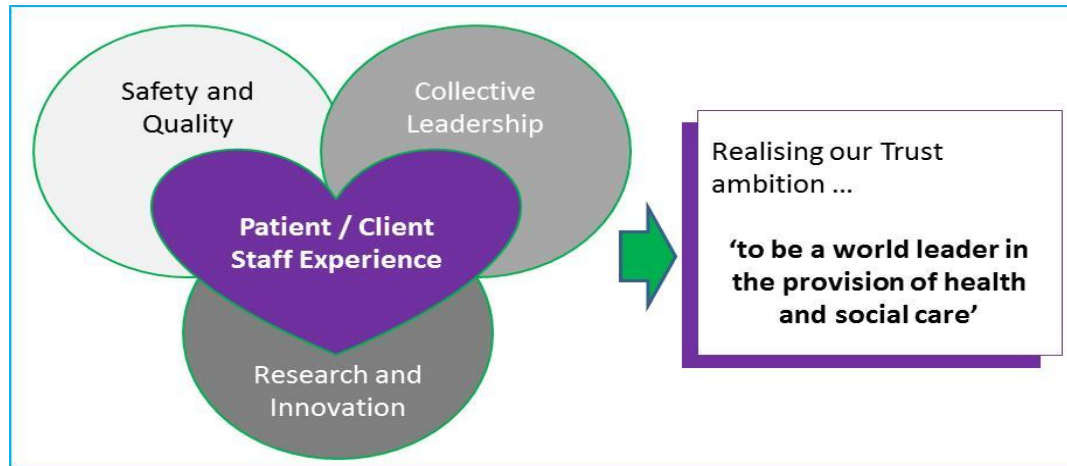 Safety and
Quality
Collective
Leadership
Patient / Client
Staff Experience
Research and
Innovation
Realising our Trust
ambition ...
‘to be a world leader in
the provision of health
and social care’